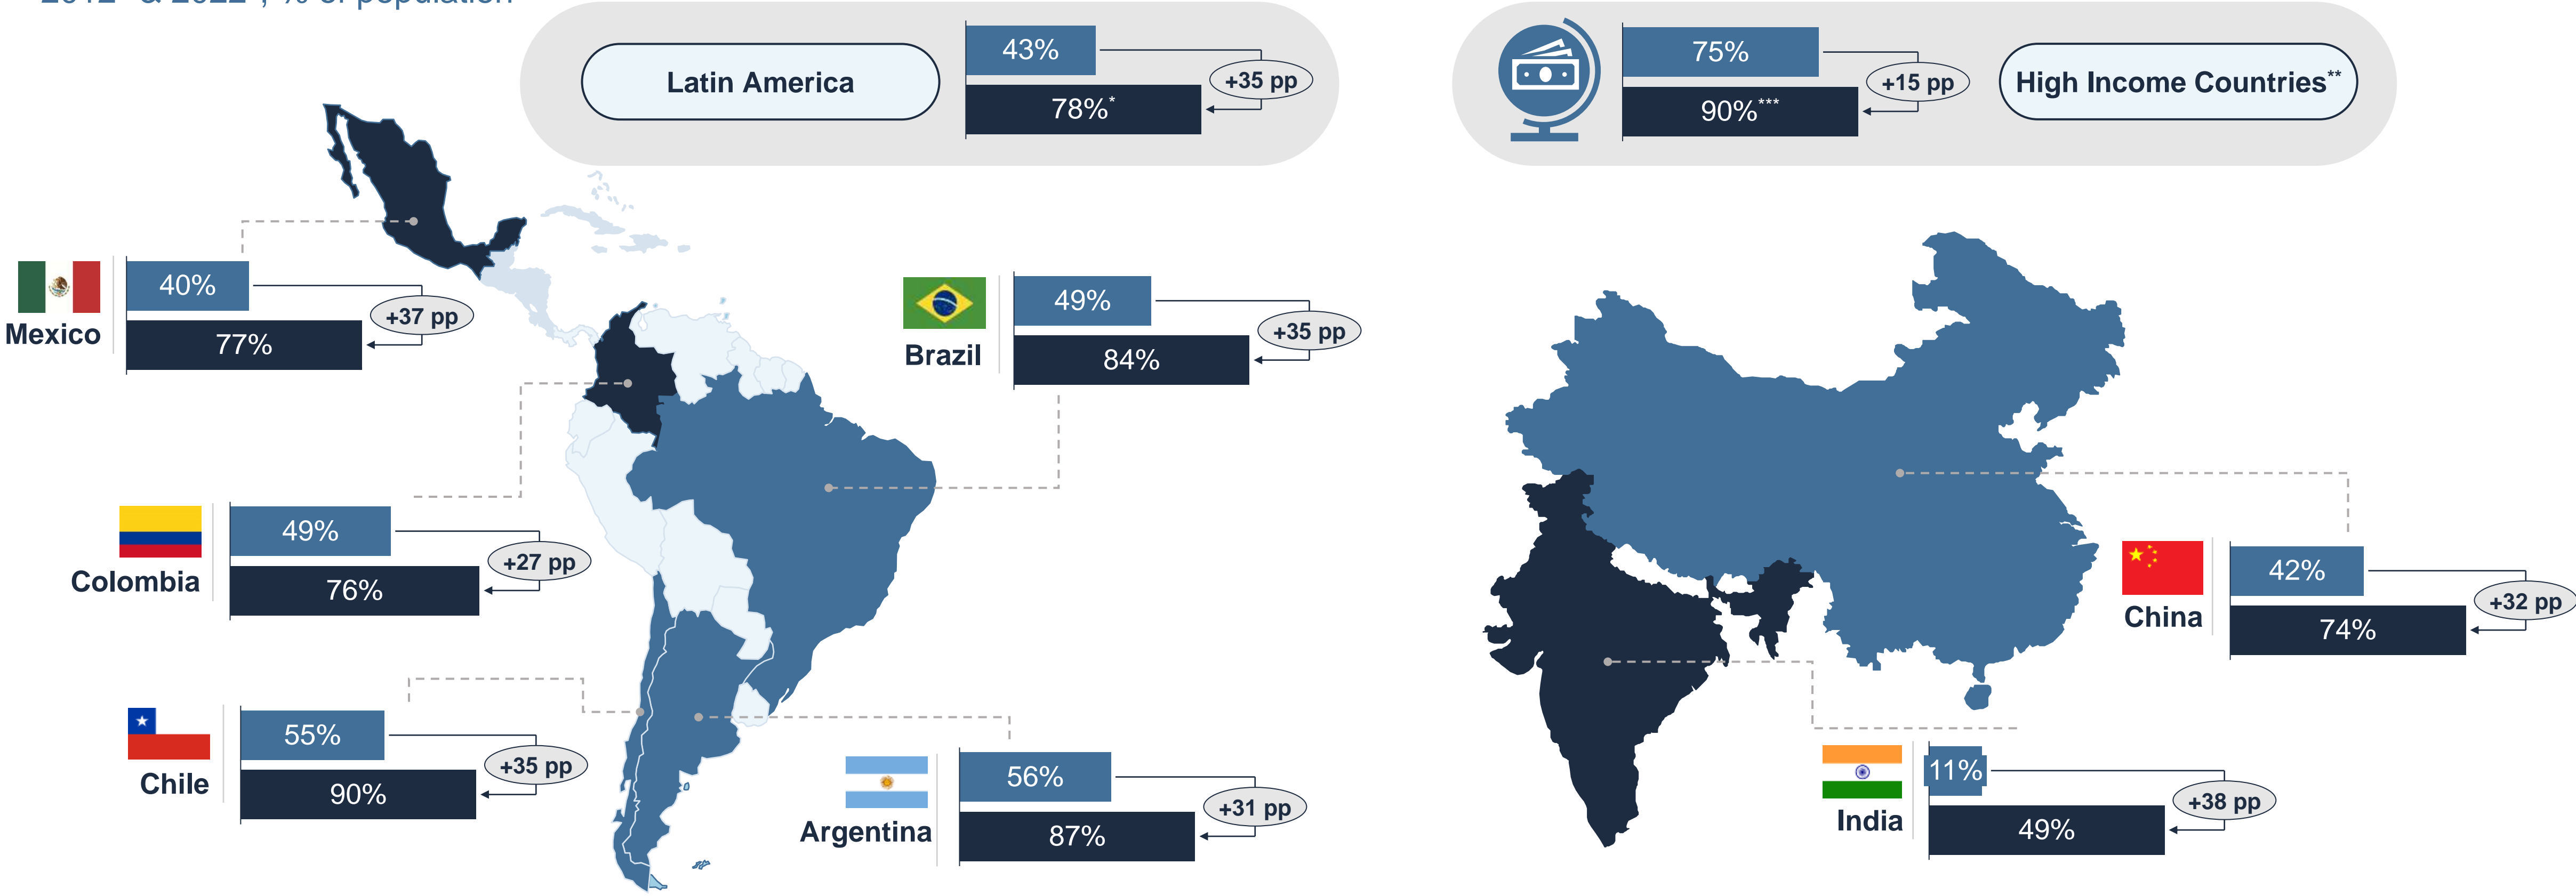 Latin America
43%
78%*
+35 pp
75%
90%***
+15 pp
High Income Countries**
Mexico
40%
77%
+37 pp
Brazil
49%
84%
+35 pp
Colombia
49%
76%
+27 pp
China
42%
74%
+32 pp
Chile
55%
90%
+35 pp
Argentina
56%
87%
+31 pp
India
11%
49%
+38 pp